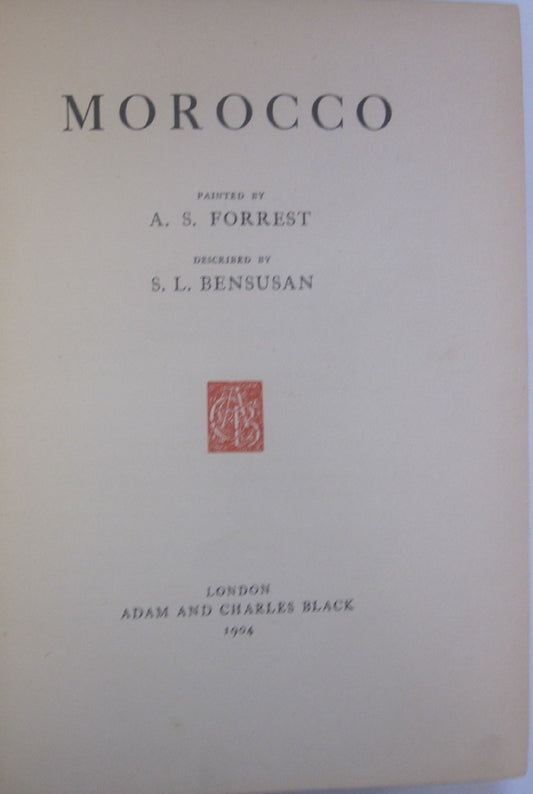 MOROCCO
PAINTED BY
A. S. FORREST
DESCRIBED BY
S. L. BENSUSAN
LONDON
ADAM AND CHARLES BLACK
1904